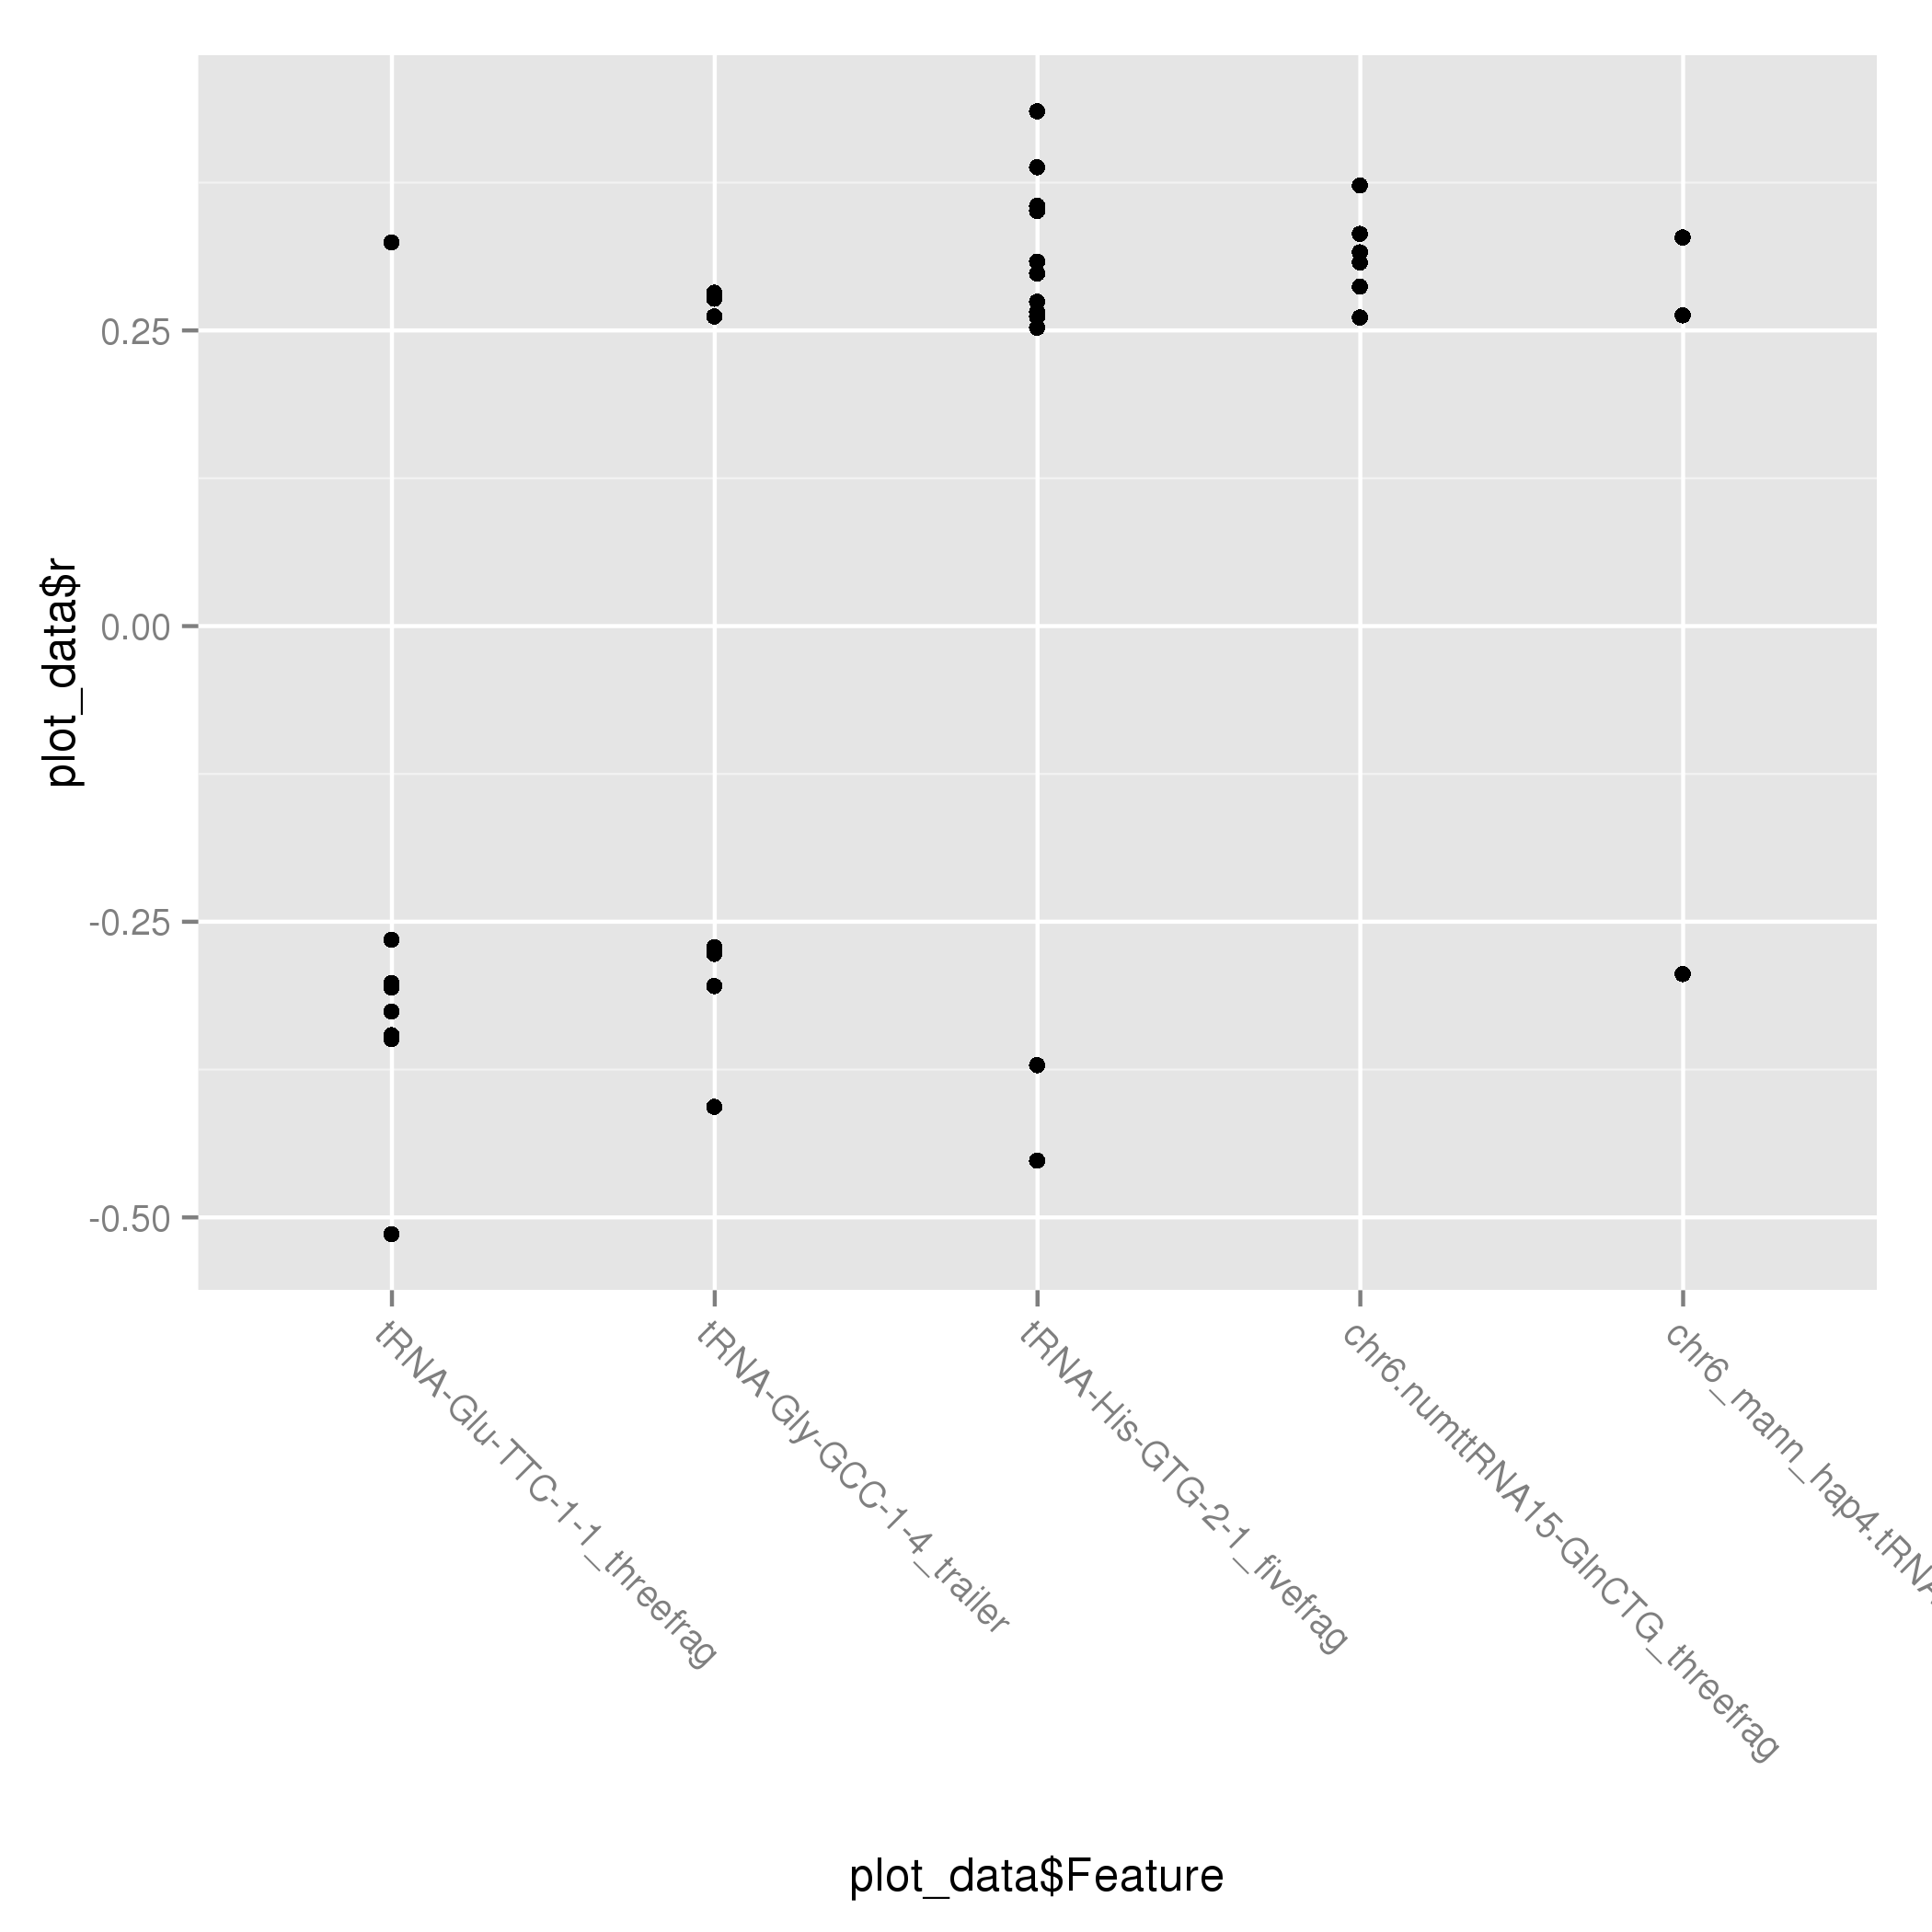 plot_data$r
0.25
0.00
-0.25
-0.50
tRNA-Glu-TTC-1-1_threefrag
tRNA-Gly-GCC-1-4_trailer
tRNA-His-GTG-2-1_fivefrag
chr6.numttRNA15-GlnCTG_threefrag
chr6_mann_hap4.tRNA
plot_data$Feature